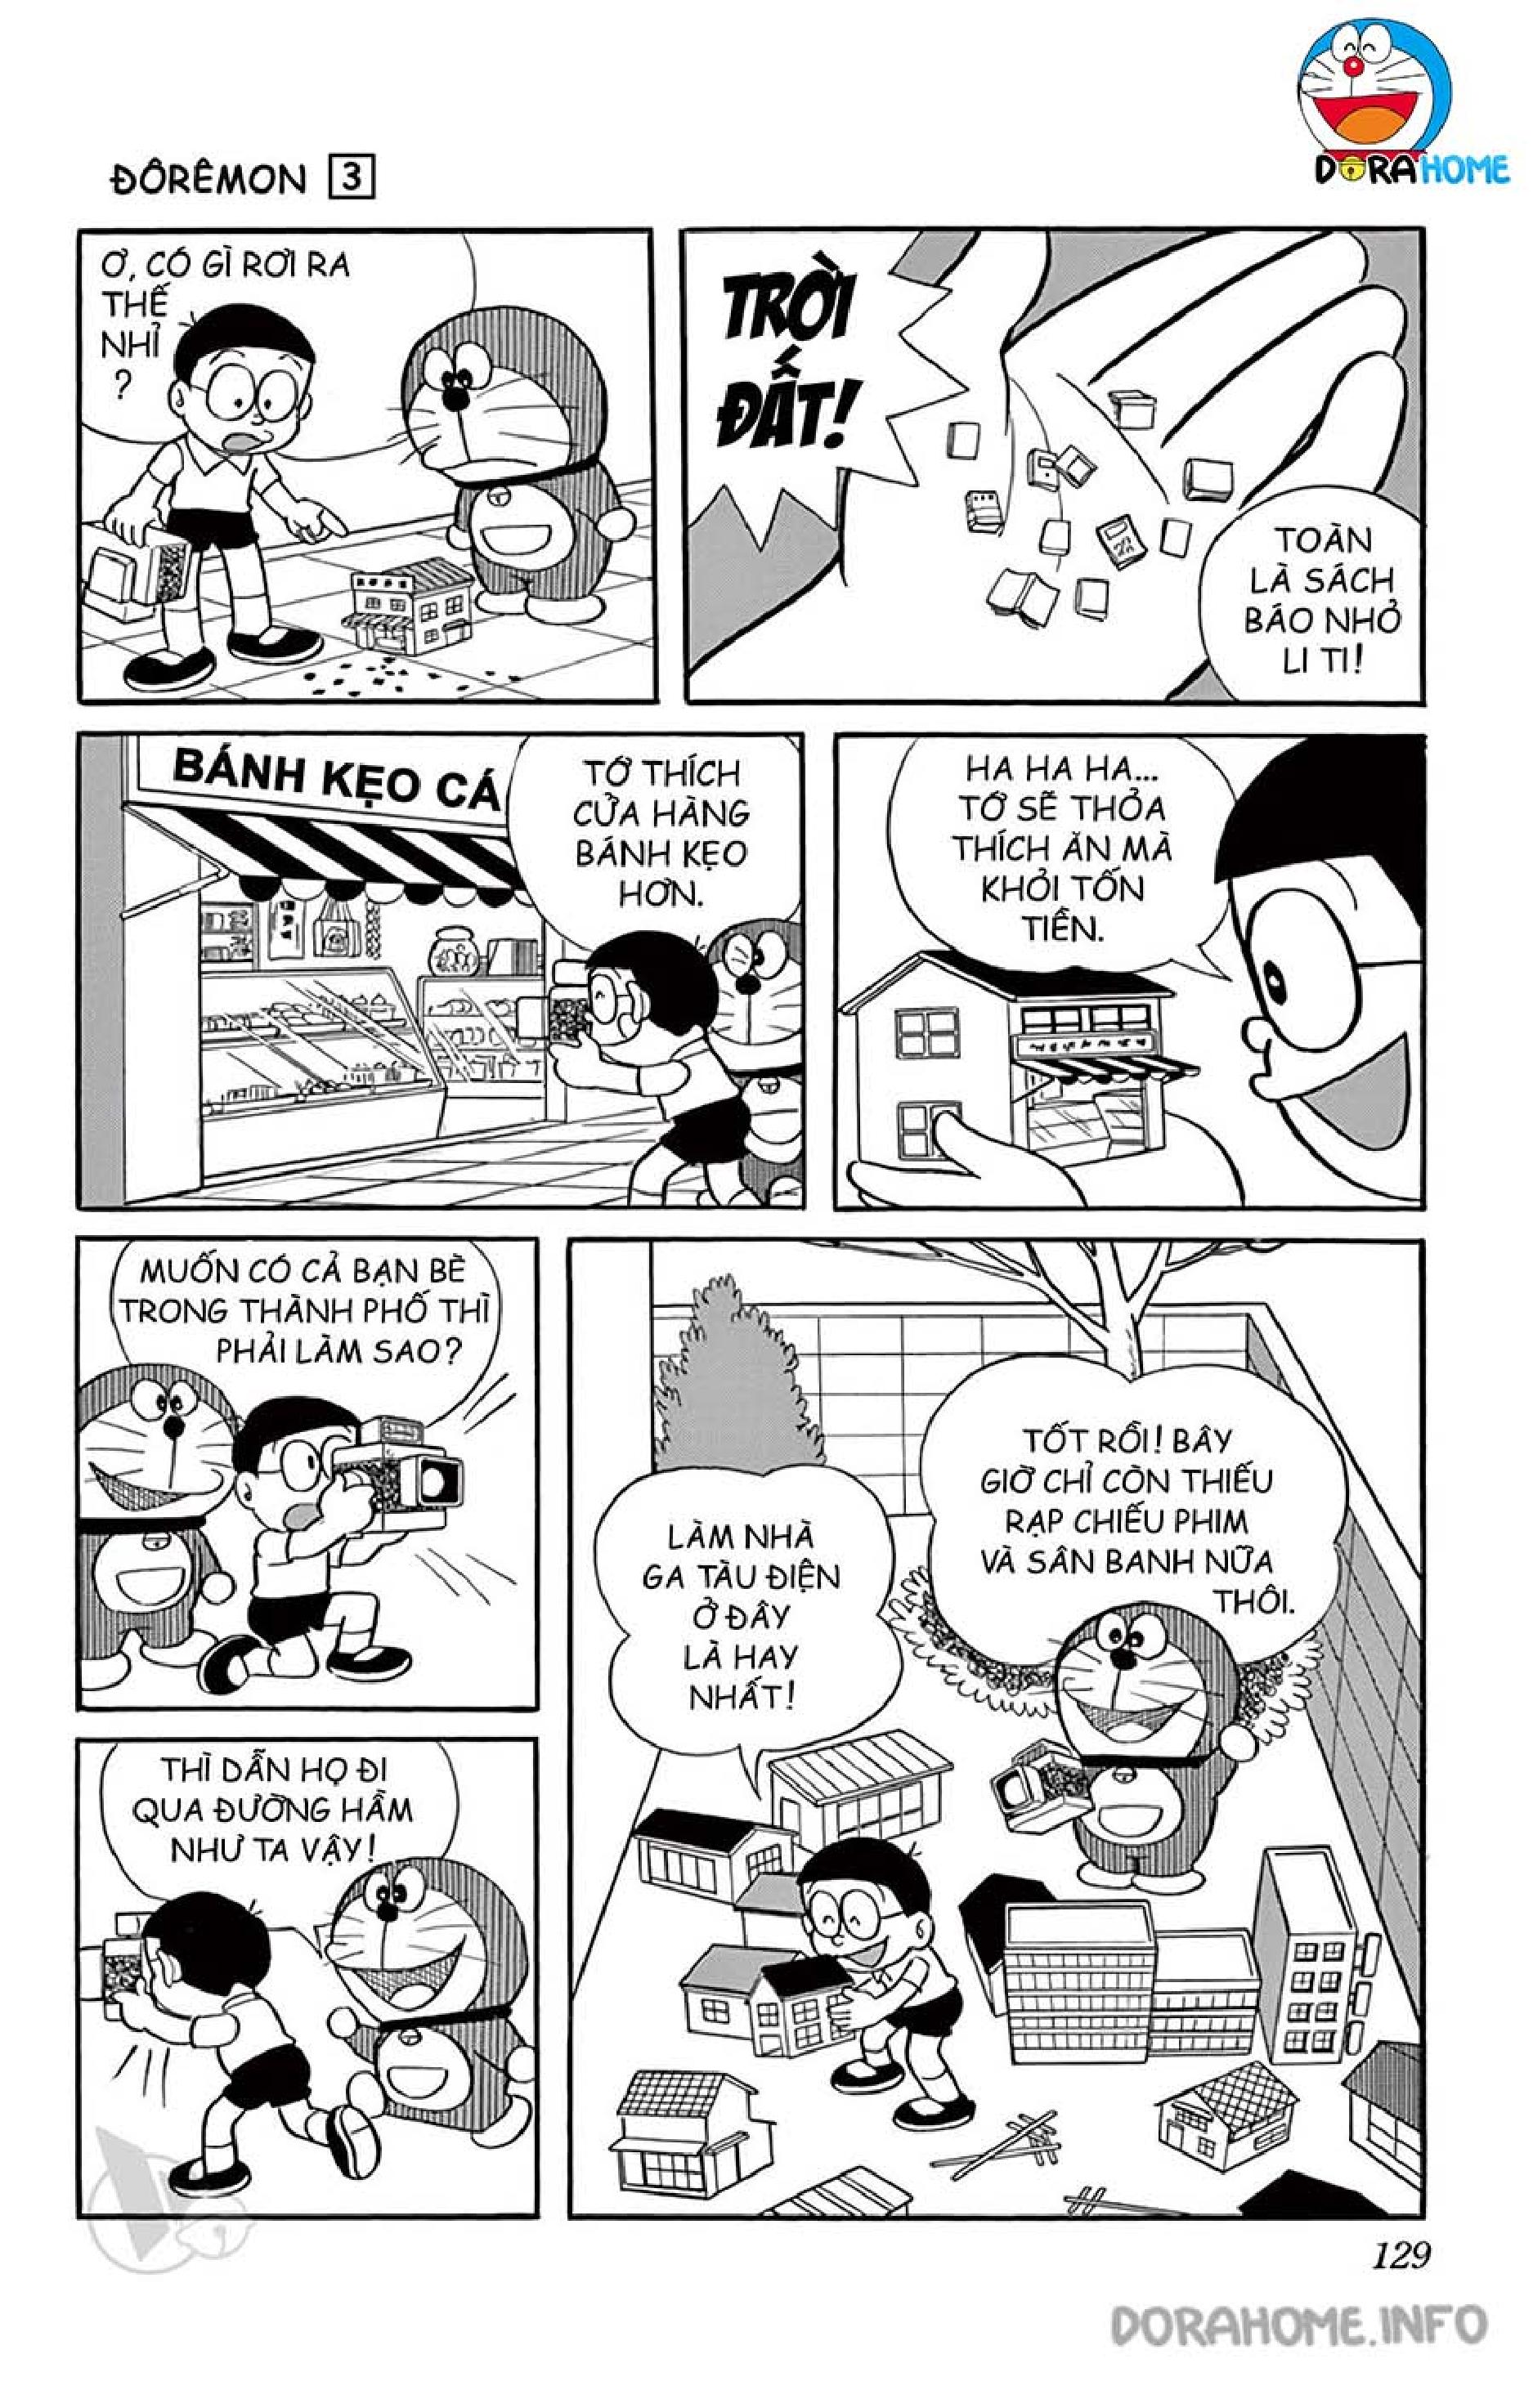 DORAHOME
ĐÔRÊMON 3
Ơ, CÓ GÌ RƠI RA
THẾ
NHỈ
?
TRỜI
ĐẤT!
TOÀN
LÀ SÁCH
BÁO NHỎ
LI TI!
BÁNH KẸO CÁ
TỚ THÍCH
CỬA HÀNG
BÁNH KẸO
HƠN.
HA HA HA...
TỚ SẼ THỎA
THÍCH ĂN MÀ
KHỎI TỐN
TIỀN.
MUỐN CÓ CẢ BẠN BÈ
TRONG THÀNH PHỐ THÌ
PHẢI LÀM SAO?
THÌ DẪN HỌ ĐI
QUA ĐƯỜNG HẦM
NHƯ TA VẬY!
TỐT RỒI! BÂY
GIỜ CHỈ CÒN THIẾU
RẠP CHIẾU PHIM
VÀ SÂN BANH NỮA
THÔI.
LÀM NHÀ
GA TÀU ĐIỆN
Ở ĐÂY
LÀ HAY
NHẤT!
129
DORAHOME.INFO